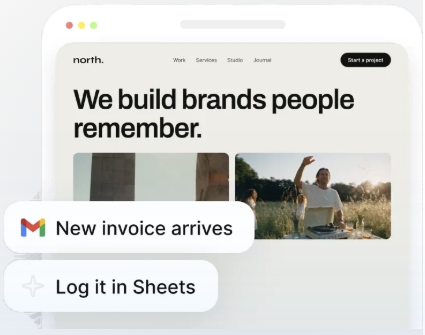 north.
Work Services Studio Journal
Start a project
We build brands people
remember.
New invoice arrives
Log it in Sheets